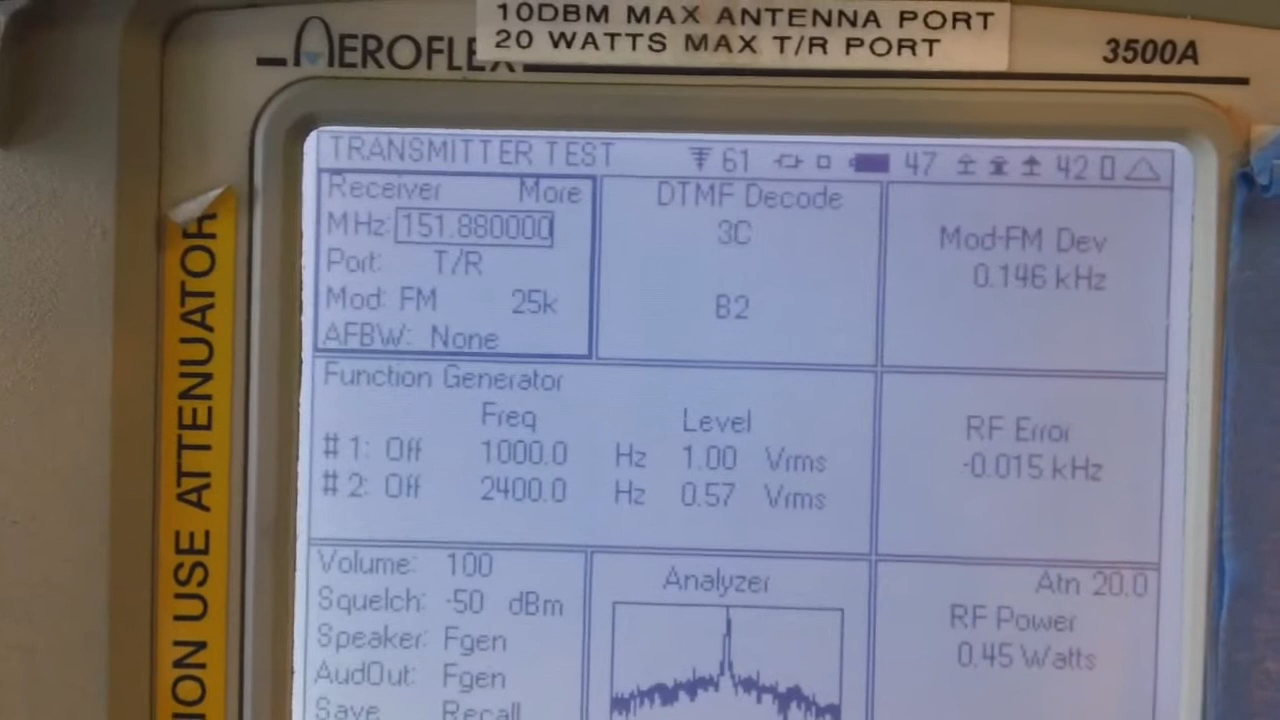 10DBM MAX ANTENNA PORT
20 WATTS MAX T/R PORT
AEROFLEX
3500A
TRANSMITTER TEST 61 47 42
Receiver More
MHz: 151.880000
Port: T/R
Mod: FM 25k
AFBW: None
DTMF Decode
3C
B2
Mod-FM Dev
0.146 kHz
Function Generator
Freq Level
# 1: Off 1000.0 Hz 1.00 Vrms
# 2: Off 2400.0 Hz 0.57 Vrms
RF Error
-0.015 kHz
Volume: 100
Squelch: -50 dBm
Speaker: Fgen
AudOut: Fgen
Save Recall
Analyzer
Atn 20.0
RF Power
0.45 Watts
ION USE ATTENUATOR